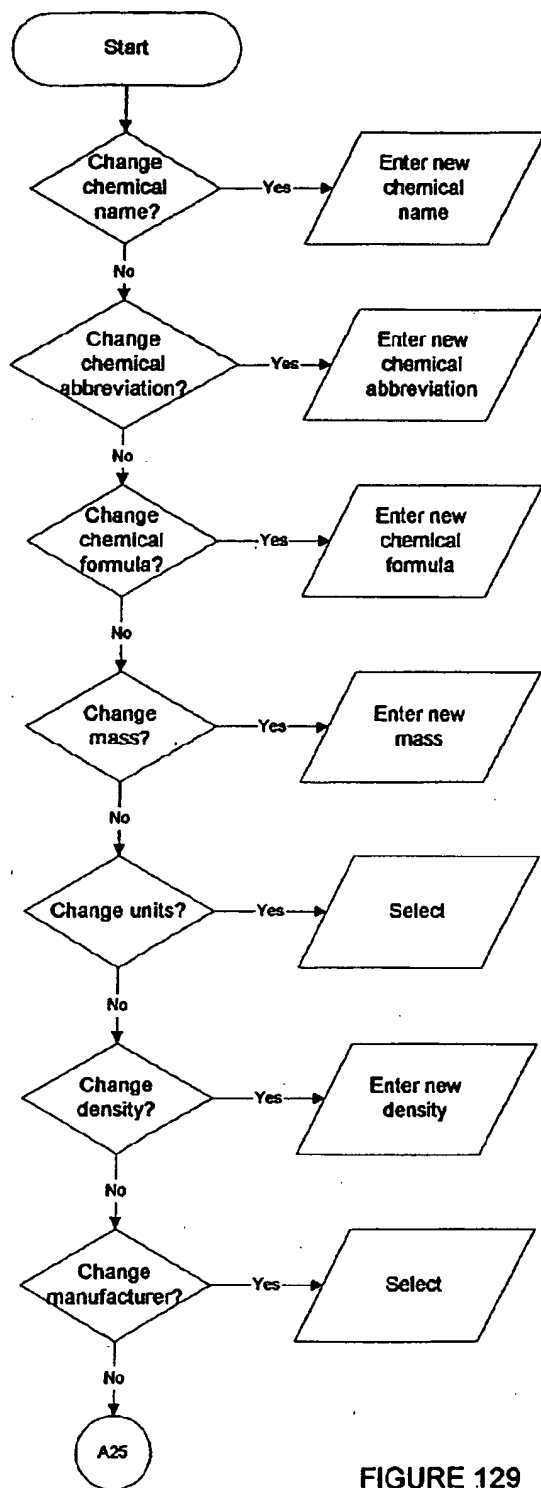 Start
Change
chemical
name?
Yes
Enter new
chemical
name
No
Change
chemical
abbreviation?
Yes
Enter new
chemical
abbreviation
No
Change
chemical
formula?
Yes
Enter new
chemical
formula
No
Change
mass?
Yes
Enter new
mass
No
Change units?
Yes
Select
No
Change
density?
Yes
Enter new
density
No
Change
manufacturer?
Yes
Select
No
A25
FIGURE 129